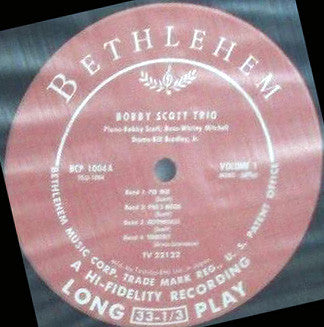 BETHLEHEM
BOBBY SCOTT TRIO
Piano-Bobby Scott, Bass-Whitey Mitchell
Drums-Bill Bradley, Jr.
BCP 1004A
VOLUME 1
Band 1:
Band 2:
Band 3:
Band 4:
TV 22122
BETHLEHEM MUSIC CORP. TRADE MARK REG. U. S. PATENT OFFICE
A HI-FIDELITY RECORDING
LONG 33-1/3 PLAY